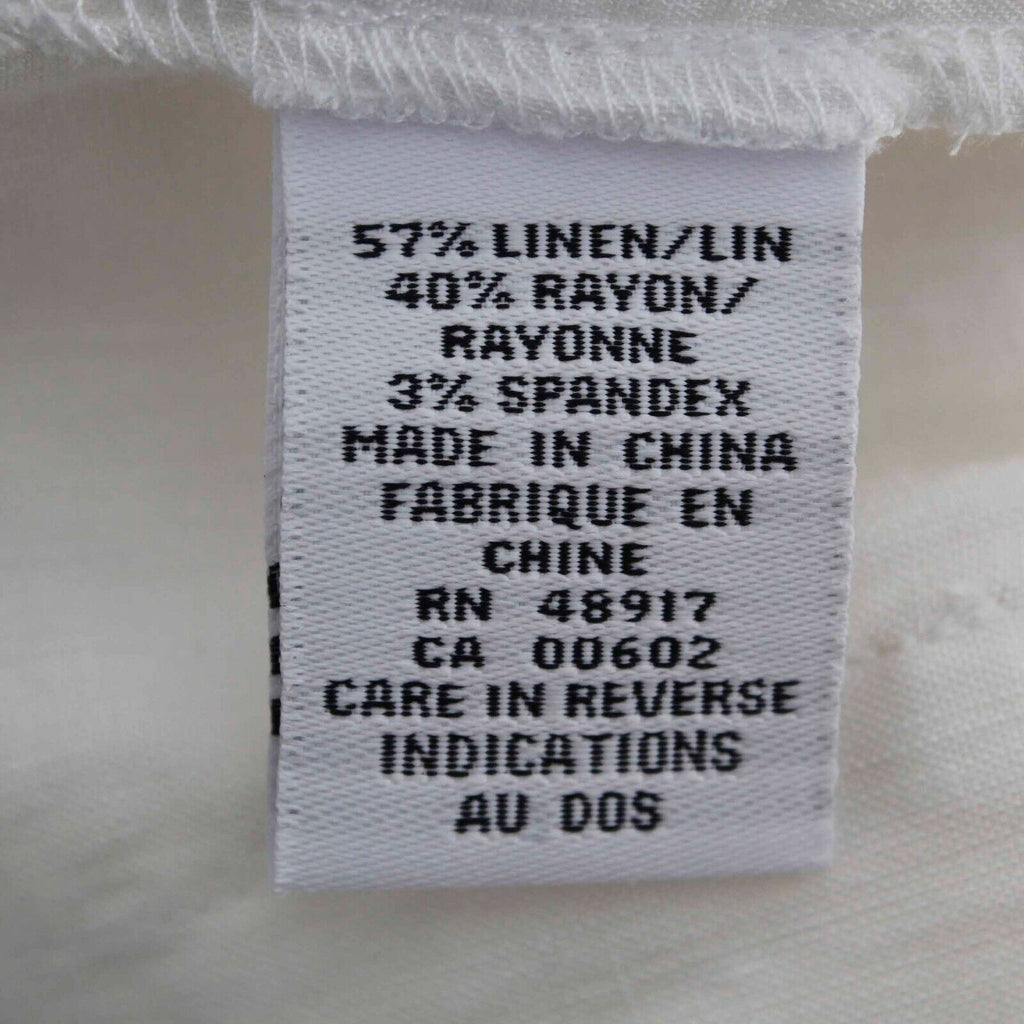 57% LINEN/LIN
40% RAYON/
RAYONNE
3% SPANDEX
MADE IN CHINA
FABRIQUE EN
CHINE
RN 48917
CA 00602
CARE IN REVERSE
INDICATIONS
AU DOS